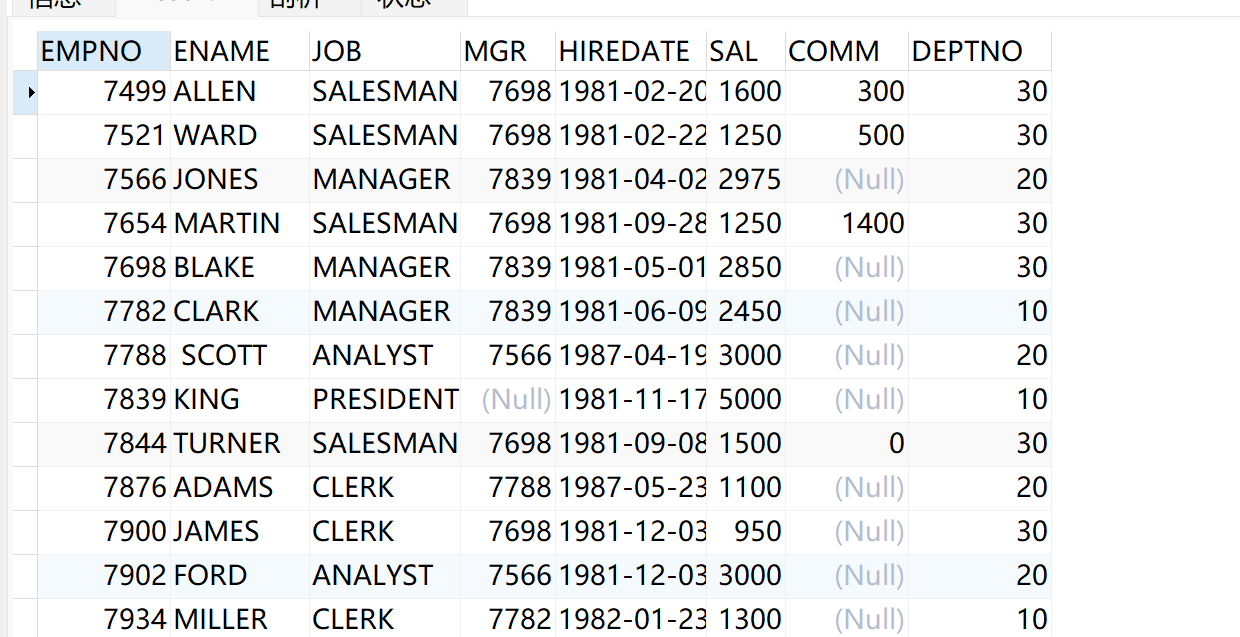 信息 剖析 状态
EMPNO ENAME JOB MGR HIREDATE SAL COMM DEPTNO
7499 ALLEN SALESMAN 7698 1981-02-20 1600 300 30
7521 WARD SALESMAN 7698 1981-02-22 1250 500 30
7566 JONES MANAGER 7839 1981-04-02 2975 (Null) 20
7654 MARTIN SALESMAN 7698 1981-09-28 1250 1400 30
7698 BLAKE MANAGER 7839 1981-05-01 2850 (Null) 30
7782 CLARK MANAGER 7839 1981-06-09 2450 (Null) 10
7788 SCOTT ANALYST 7566 1987-04-19 3000 (Null) 20
7839 KING PRESIDENT (Null) 1981-11-17 5000 (Null) 10
7844 TURNER SALESMAN 7698 1981-09-08 1500 0 30
7876 ADAMS CLERK 7788 1987-05-23 1100 (Null) 20
7900 JAMES CLERK 7698 1981-12-03 950 (Null) 30
7902 FORD ANALYST 7566 1981-12-03 3000 (Null) 20
7934 MILLER CLERK 7782 1982-01-23 1300 (Null) 10